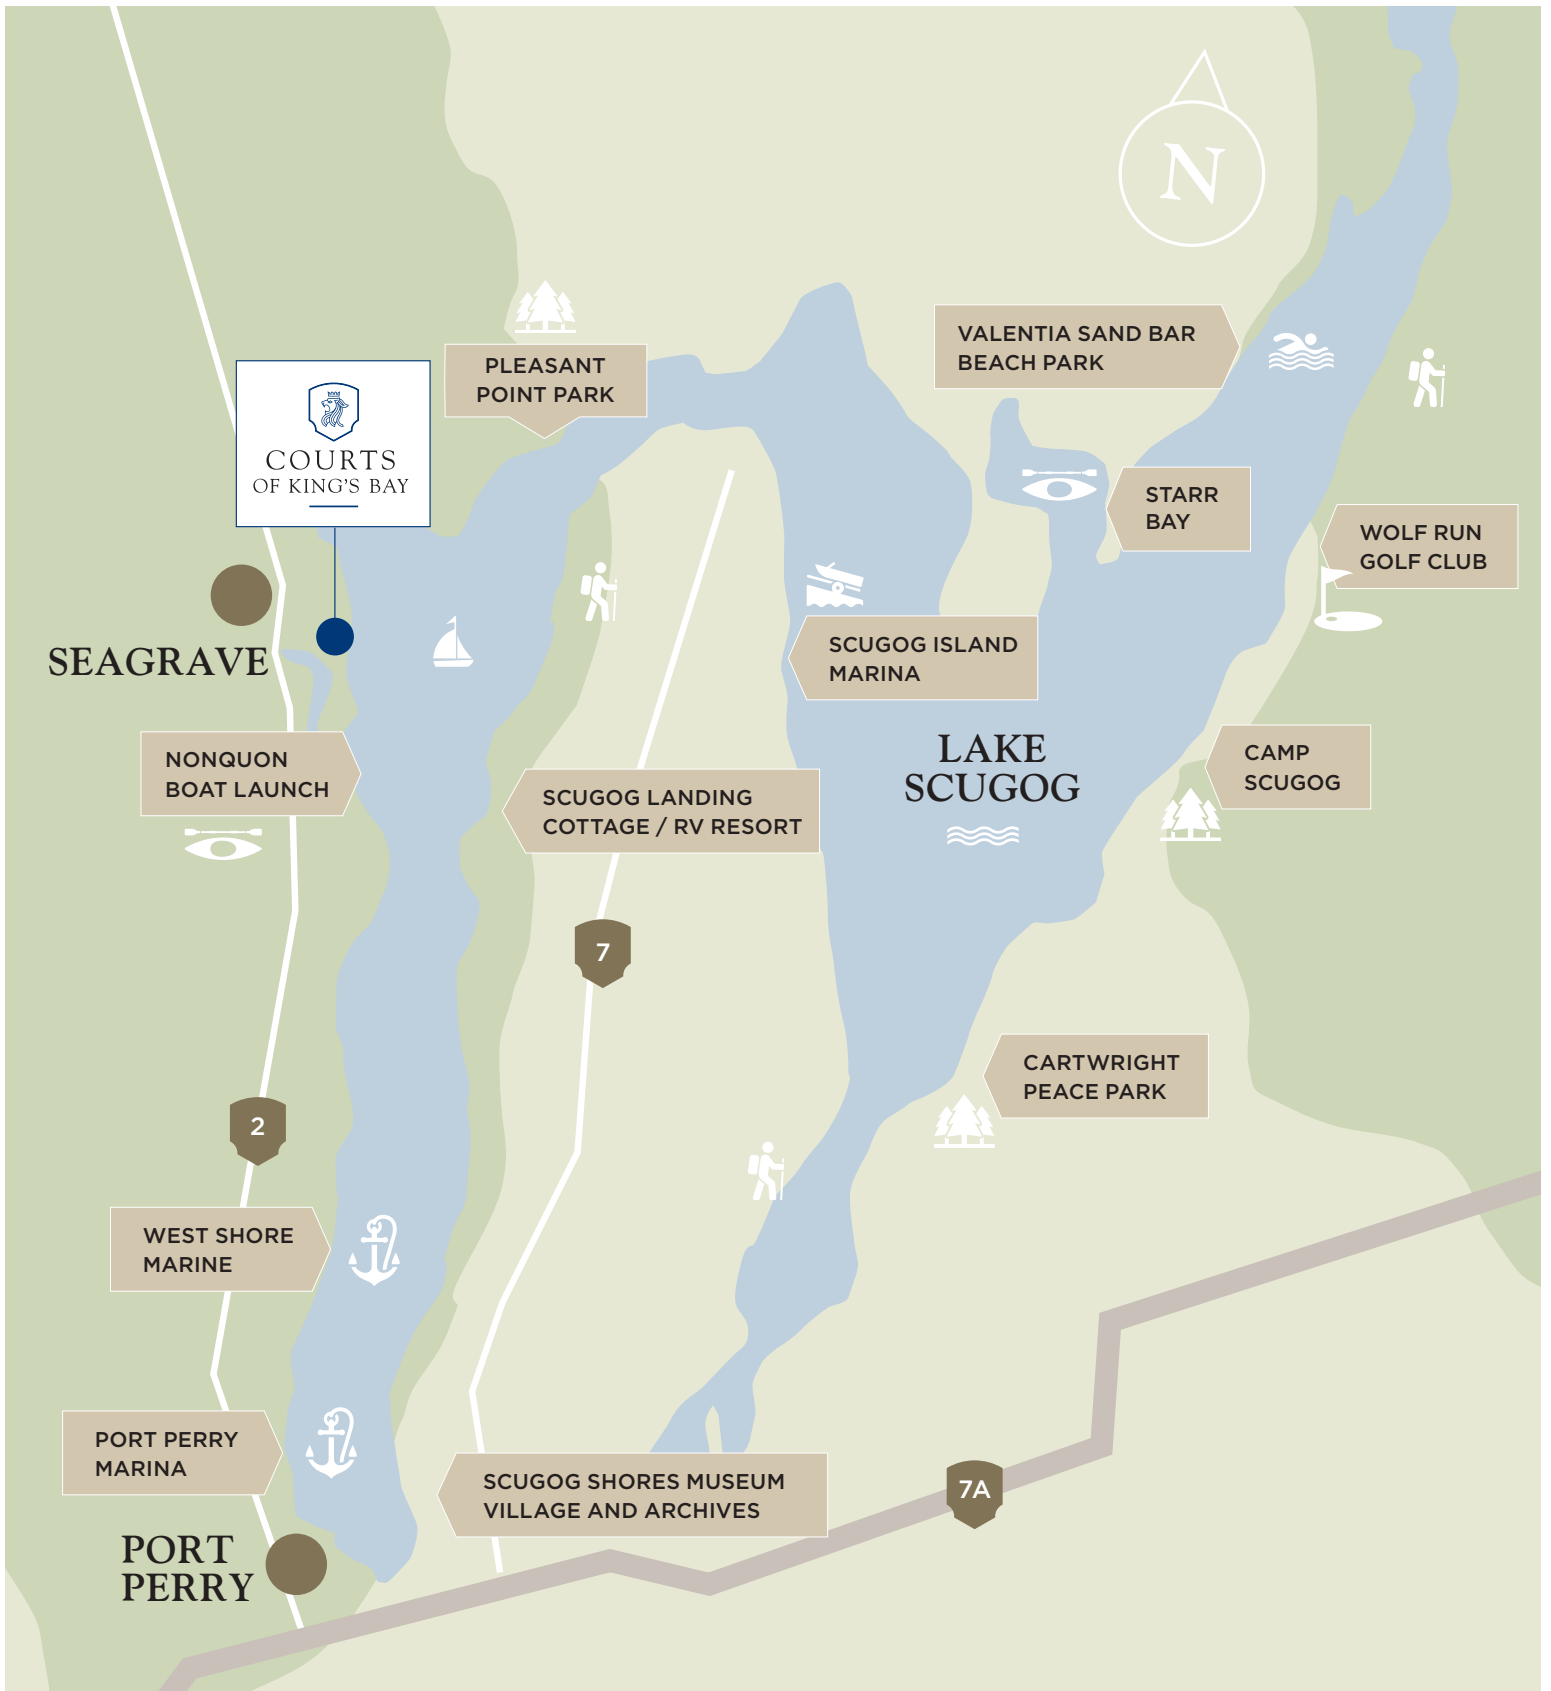 N
PLEASANT
POINT PARK
VALENTIA SAND BAR
BEACH PARK
COURTS
OF KING'S BAY
STARR
BAY
WOLF RUN
GOLF CLUB
SEAGRAVE
SCUGOG ISLAND
MARINA
NONQUON
BOAT LAUNCH
LAKE
SCUGOG
CAMP
SCUGOG
SCUGOG LANDING
COTTAGE / RV RESORT
7
CARTWRIGHT
PEACE PARK
2
WEST SHORE
MARINE
PORT PERRY
MARINA
SCUGOG SHORES MUSEUM
VILLAGE AND ARCHIVES
7A
PORT
PERRY